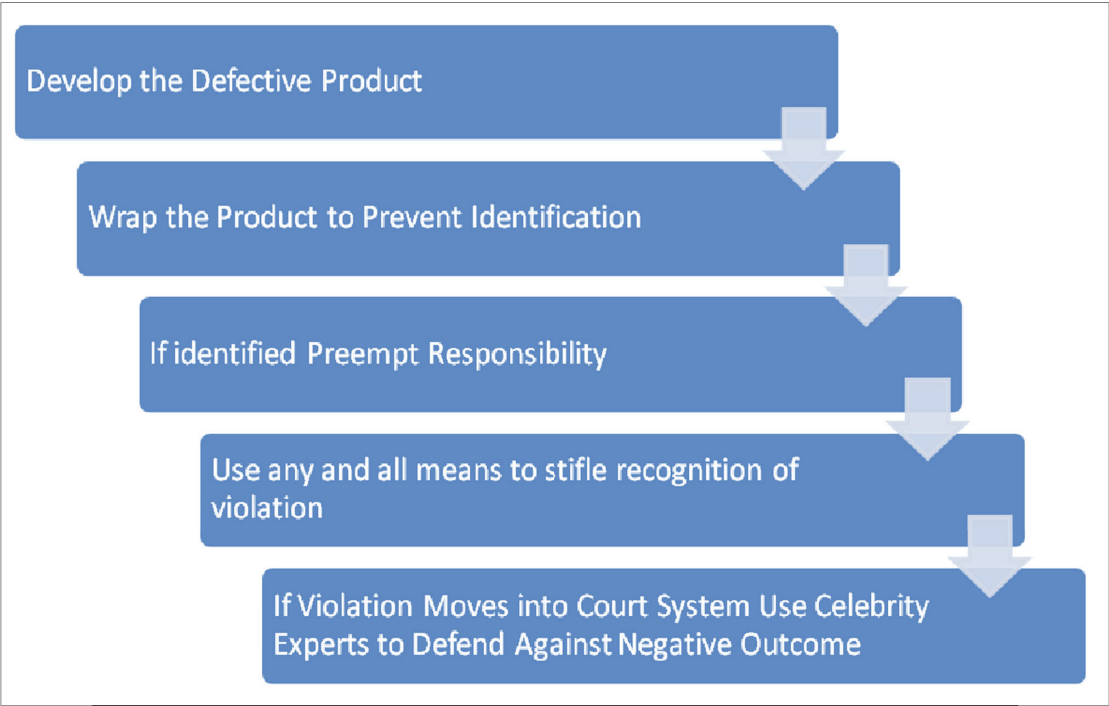 Develop the Defective Product
Wrap the Product to Prevent Identification
If identified Preempt Responsibility
Use any and all means to stifle recognition of
violation
If Violation Moves into Court System Use Celebrity
Experts to Defend Against Negative Outcome